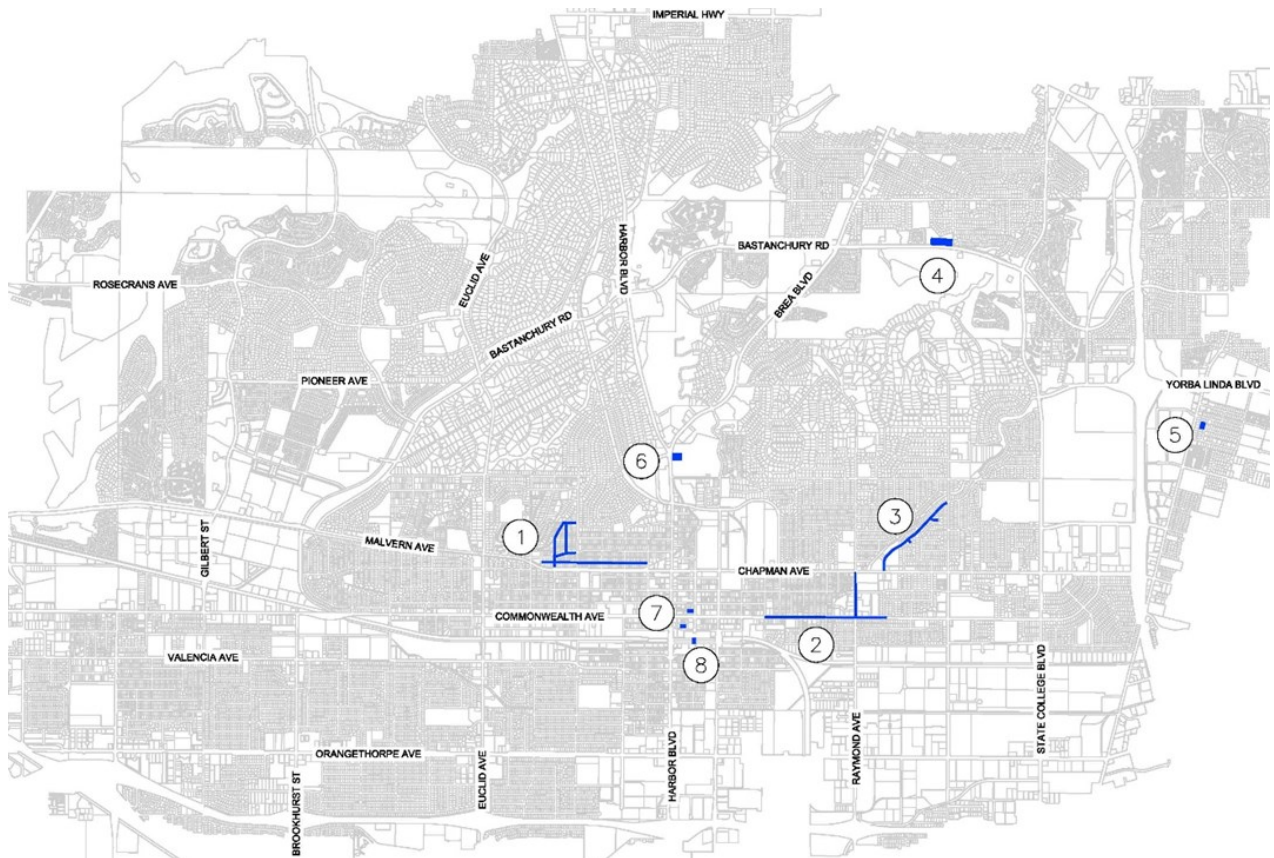 IMPERIAL HWY
HARBOR BLVD
BASTANCHURY RD
EUCLID AVE
BREA BLVD
4
ROSECRANS AVE
BASTANCHURY RD
PIONEER AVE
YORBA LINDA BLVD
5
6
3
1
GILBERT ST
MALVERN AVE
CHAPMAN AVE
7
COMMONWEALTH AVE
2
VALENCIA AVE
8
STATE COLLEGE BLVD
ORANGETHORPE AVE
HARBOR BLVD
RAYMOND AVE
EUCLID AVE
BROOKHURST ST